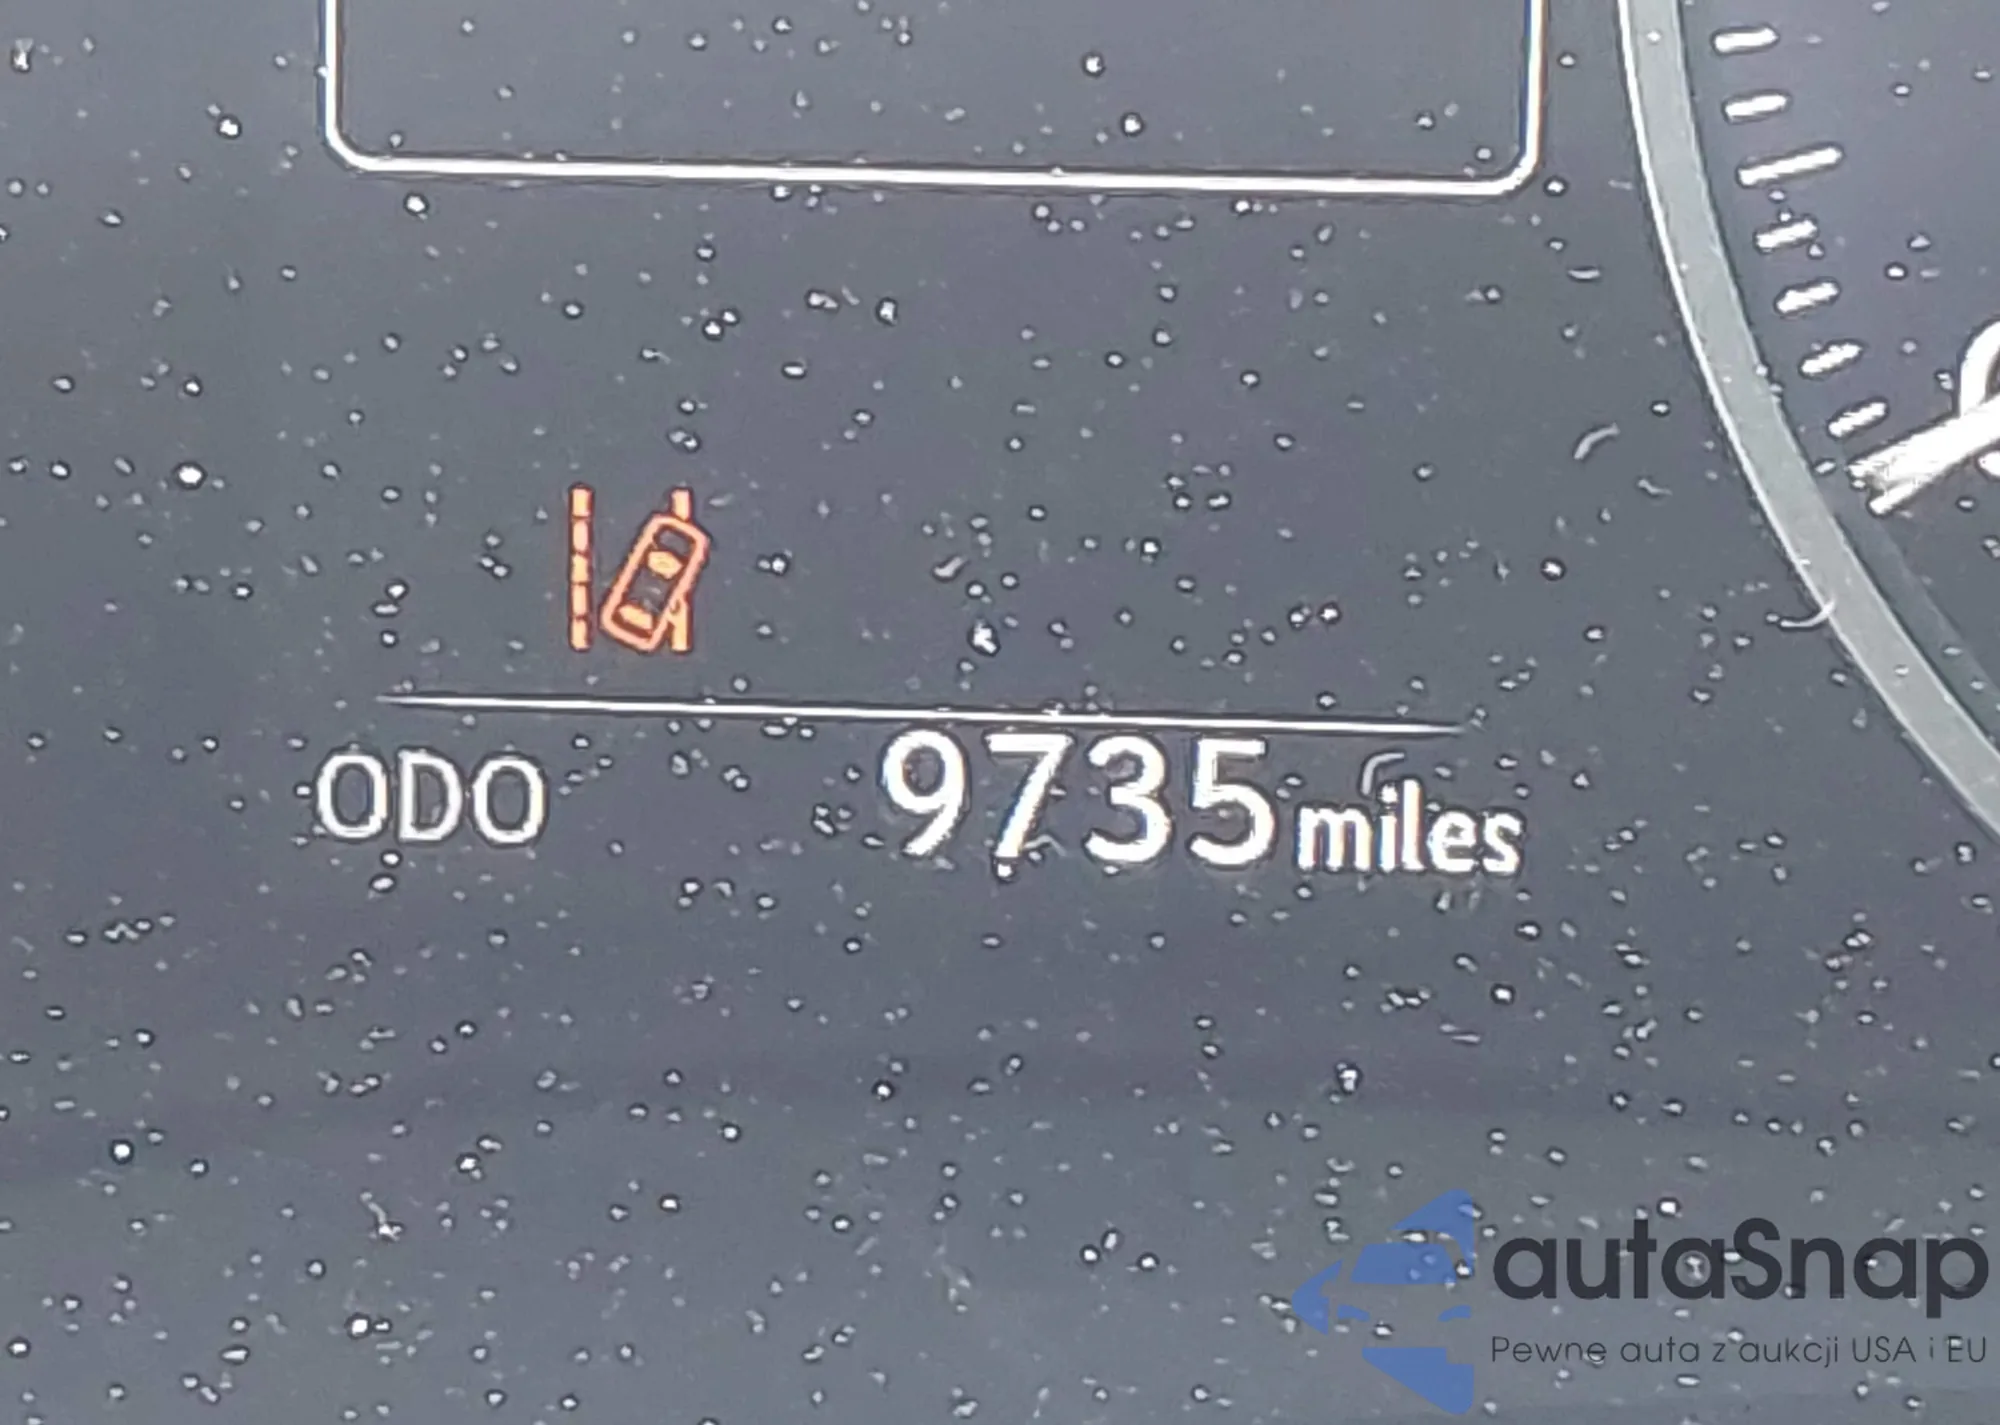 ODO 9735 miles
autaSnap
Pewne auta z aukcji USA i EU